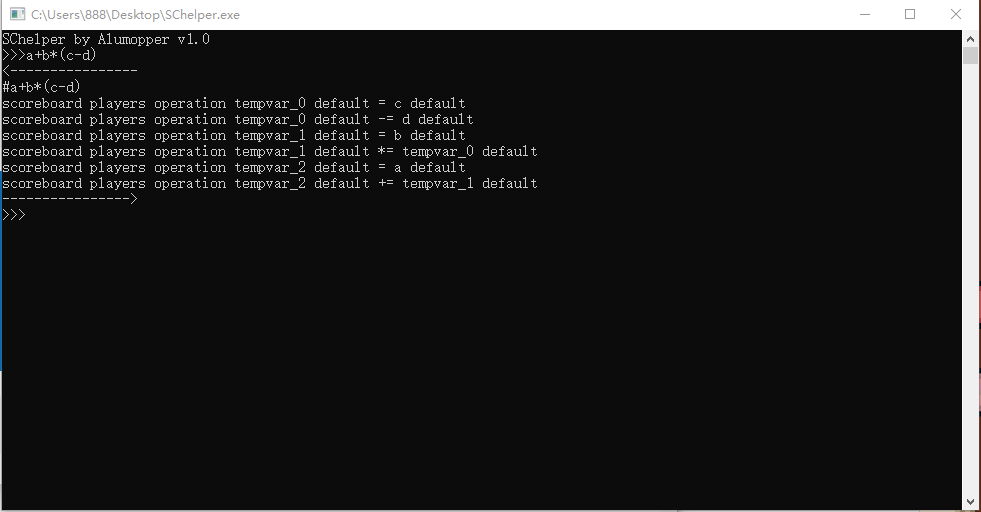 C:\Users\888\Desktop\SChelper.exe
SChelper by Alumopper v1.0
>>>a+b*(c-d)
<----------------
#a+b*(c-d)
scoreboard players operation tempvar_0 default = c default
scoreboard players operation tempvar_0 default -= d default
scoreboard players operation tempvar_1 default = b default
scoreboard players operation tempvar_1 default *= tempvar_0 default
scoreboard players operation tempvar_2 default = a default
scoreboard players operation tempvar_2 default += tempvar_1 default
---------------->
>>>